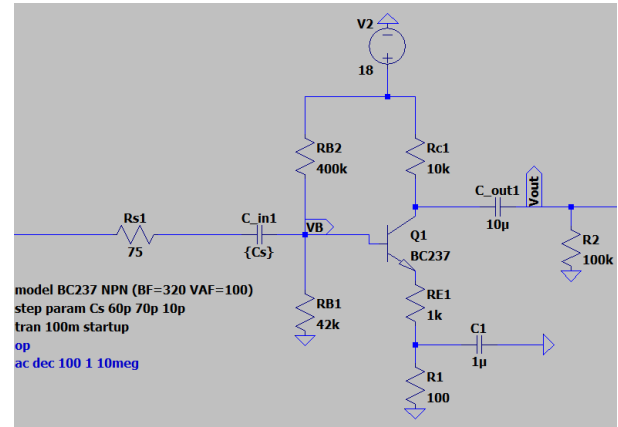 V2
18
RB2
400k
Rc1
10k
C_out1
10µ
Vout
R2
100k
Rs1
75
C_in1
{Cs}
VB
Q1
BC237
RB1
42k
RE1
1k
C1
1µ
R1
100
model BC237 NPN (BF=320 VAF=100)
step param Cs 60p 70p 10p
tran 100m startup
op
ac dec 100 1 10meg